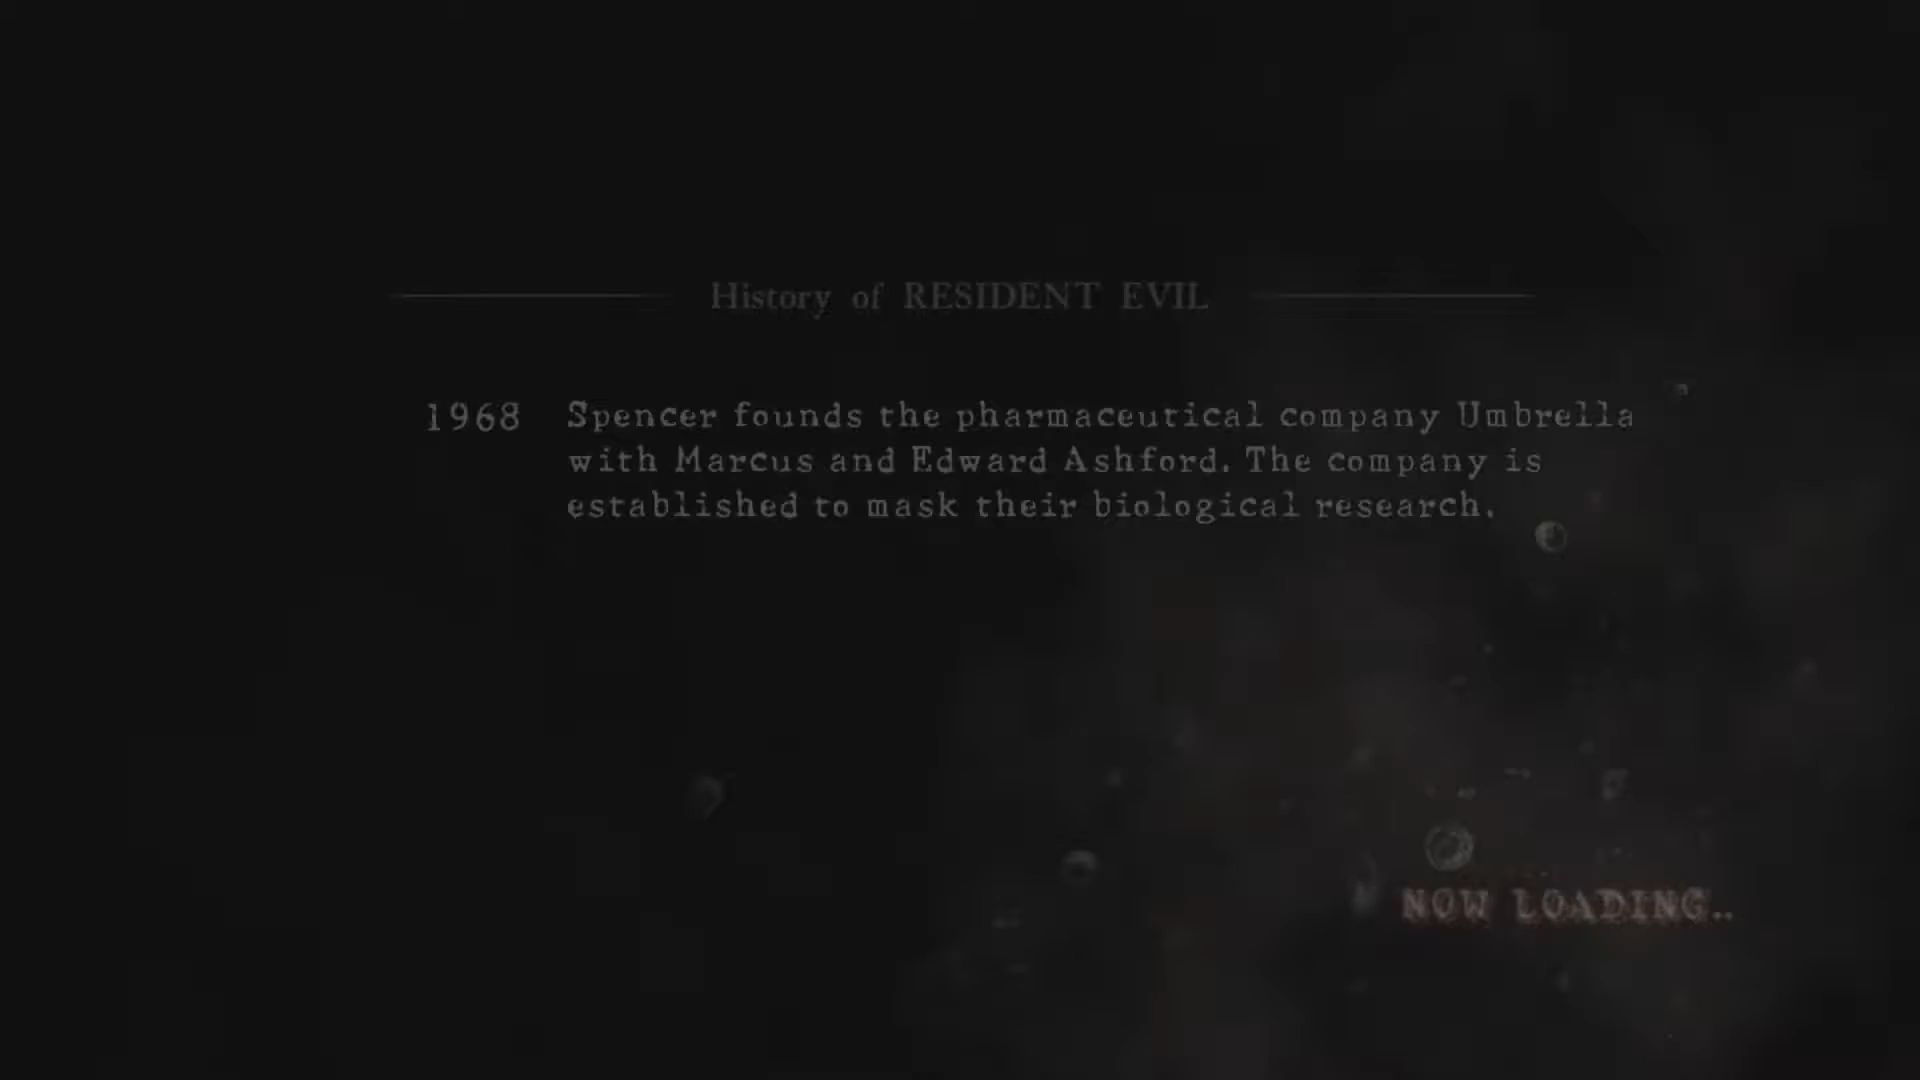 History of RESIDENT EVIL
1968 Spencer founds the pharmaceutical company Umbrella
with Marcus and Edward Ashford. The company is
established to mask their biological research.
NOW LOADING..